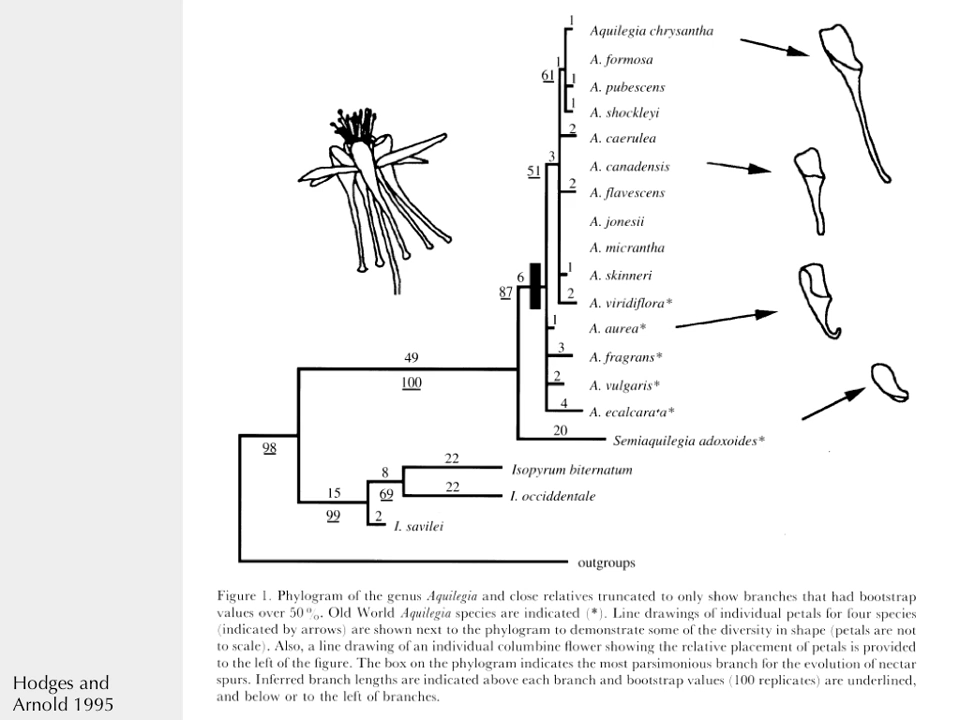 1
Aquilegia chrysantha
1
A. formosa
61
1
A. pubescens
1
A. shockleyi
2
A. caerulea
3
51
A. canadensis
2
A. flavescens
A. jonesii
A. micrantha
6
87
1
A. skinneri
2
A. viridiflora*
1
A. aurea*
3
A. fragrans*
2
A. vulgaris*
4
A. ecalcarata*
49
100
20
Semiaquilegia adoxoides*
98
22
Isopyrum biternatum
8
69
22
I. occiddentale
15
99
2
I. savilei
outgroups
Figure 1. Phylogram of the genus Aquilegia and close relatives truncated to only show branches that had bootstrap
values over 50%. Old World Aquilegia species are indicated (*). Line drawings of individual petals for four species
(indicated by arrows) are shown next to the phylogram to demonstrate some of the diversity in shape (petals are not
to scale). Also, a line drawing of an individual columbine flower showing the relative placement of petals is provided
to the left of the figure. The box on the phylogram indicates the most parsimonious branch for the evolution of nectar
spurs. Inferred branch lengths are indicated above each branch and bootstrap values (100 replicates) are underlined,
and below or to the left of branches.
Hodges and
Arnold 1995